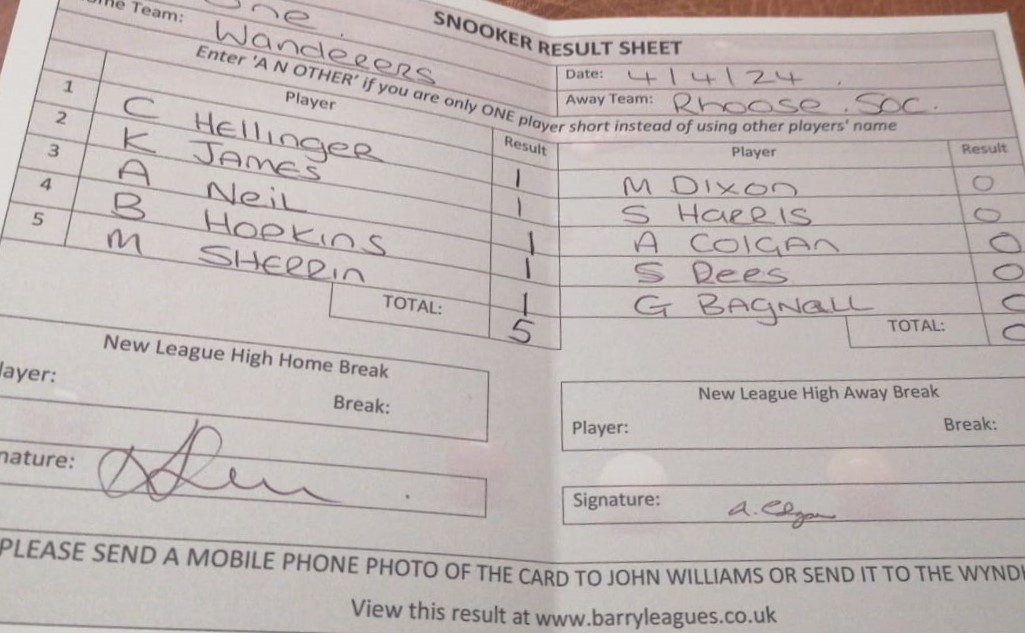 one.
SNOOKER RESULT SHEET
me Team: Wanderers
Date: 4/4/24.
Away Team: Rhoose. Soc.
Enter 'A N OTHER' if you are only ONE player short instead of using other players' name
Player Result Player Result
1 C HELLINGER 1 M DIXON 0
2 K JAMES 1 S HARRIS 0
3 A NEIL 1 A COLGAN 0
4 B HOPKINS 1 S REES 0
5 M SHERRIN 1 G BAGNALL 0
TOTAL: 5 TOTAL: 0
New League High Home Break
New League High Away Break
layer: Break:
Player: Break:
nature:
Signature: a. Colgan
PLEASE SEND A MOBILE PHONE PHOTO OF THE CARD TO JOHN WILLIAMS OR SEND IT TO THE WYND
View this result at www.barryleagues.co.uk